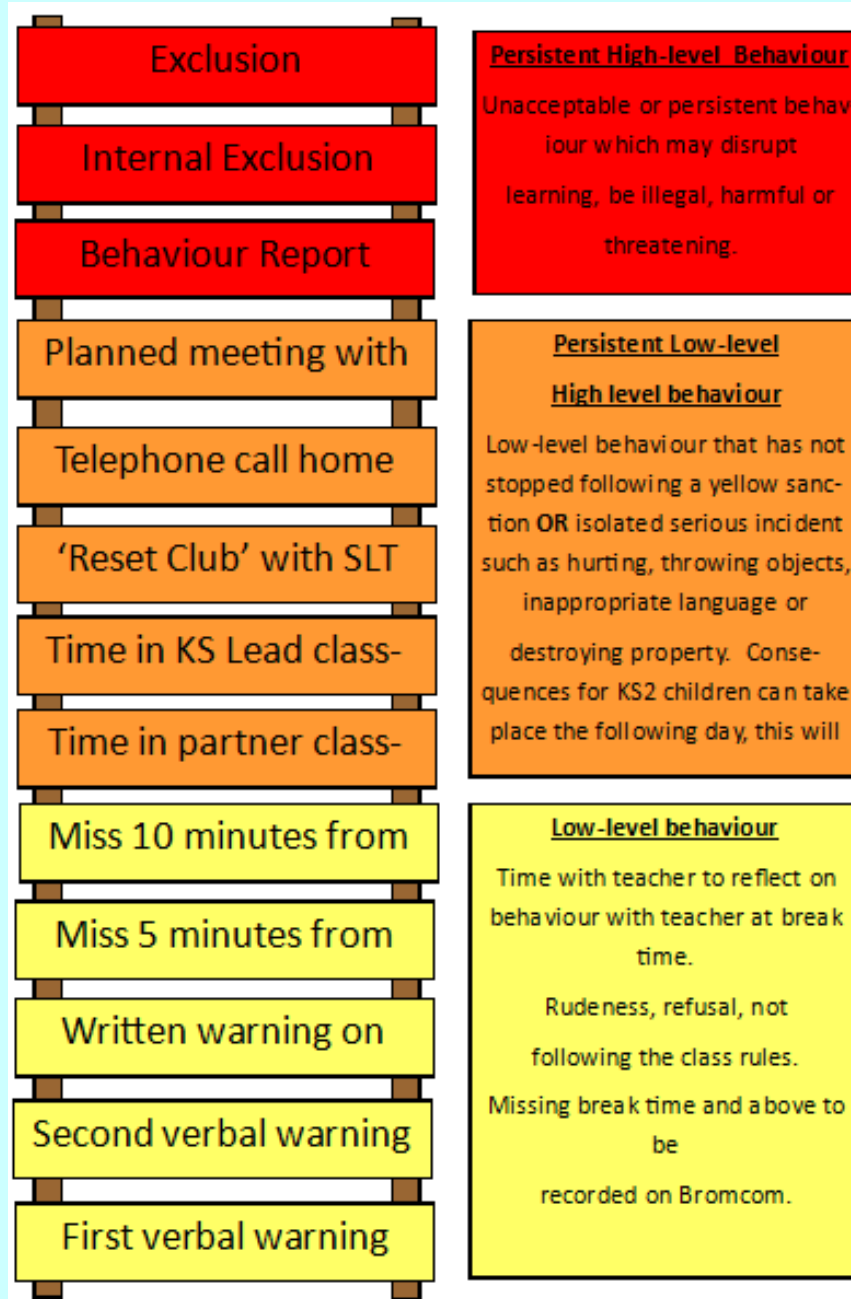 Exclusion
Internal Exclusion
Behaviour Report
Planned meeting with
Telephone call home
‘Reset Club’ with SLT
Time in KS Lead class-
Time in partner class-
Miss 10 minutes from
Miss 5 minutes from
Written warning on
Second verbal warning
First verbal warning
Persistent High-level Behaviour
Unacceptable or persistent behav
iour which may disrupt
learning, be illegal, harmful or
threatening.
Persistent Low-level
High level behaviour
Low-level behaviour that has not
stopped following a yellow sanc-
tion OR isolated serious incident
such as hurting, throwing objects,
inappropriate language or
destroying property. Conse-
quences for KS2 children can take
place the following day, this will
Low-level behaviour
Time with teacher to reflect on
behaviour with teacher at break
time.
Rudeness, refusal, not
following the class rules.
Missing break time and above to
be
recorded on Bromcom.